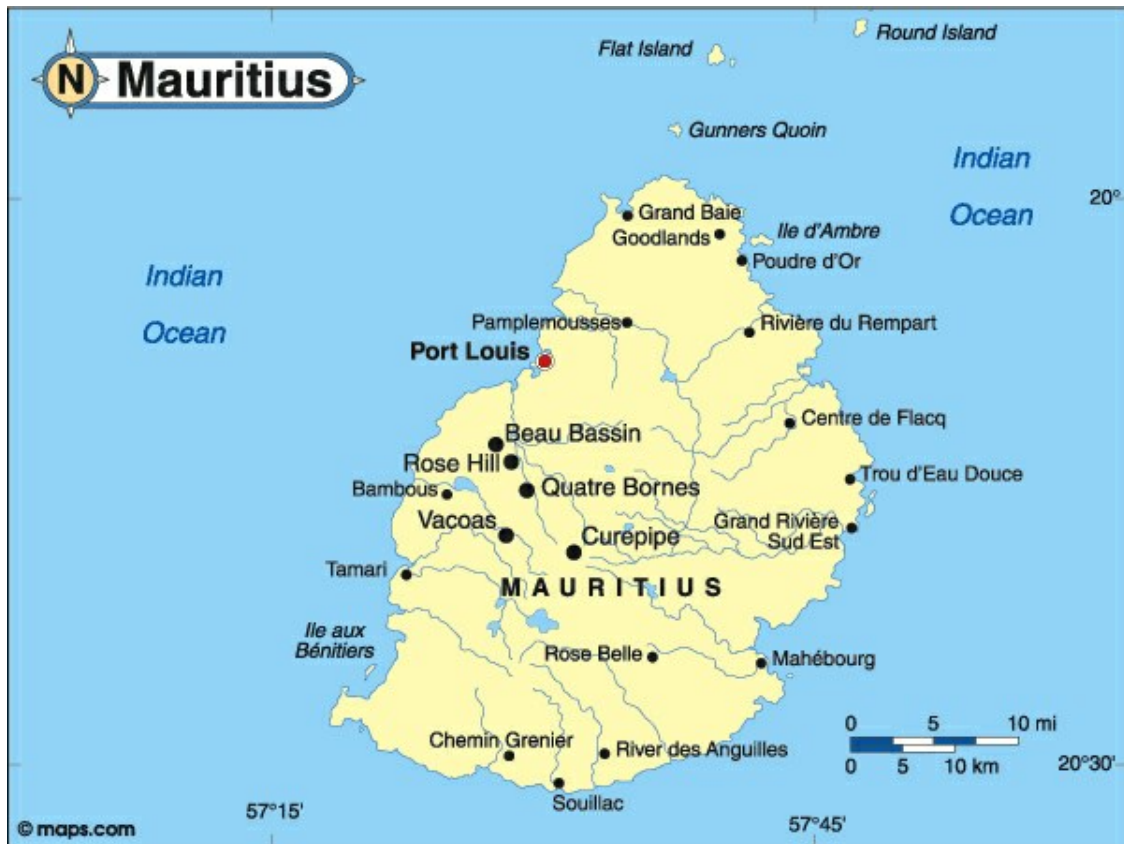 Round Island
Flat Island
N Mauritius
Gunners Quoin
Indian
Ocean
20°
Grand Baie
Goodlands
Ile d'Ambre
Poudre d'Or
Indian
Ocean
Pamplemousses
Rivière du Rempart
Port Louis
Centre de Flacq
Beau Bassin
Rose Hill
Trou d'Eau Douce
Bambous
Quatre Bornes
Vacoas
Grand Rivière
Sud Est
Curepipe
Tamari
MAURITIUS
Ile aux
Bénitiers
Rose Belle
Mahébourg
0 5 10 mi
0 5 10 km
Chemin Grenier
River des Anguilles
20°30'
Souillac
57°15'
57°45'
© maps.com